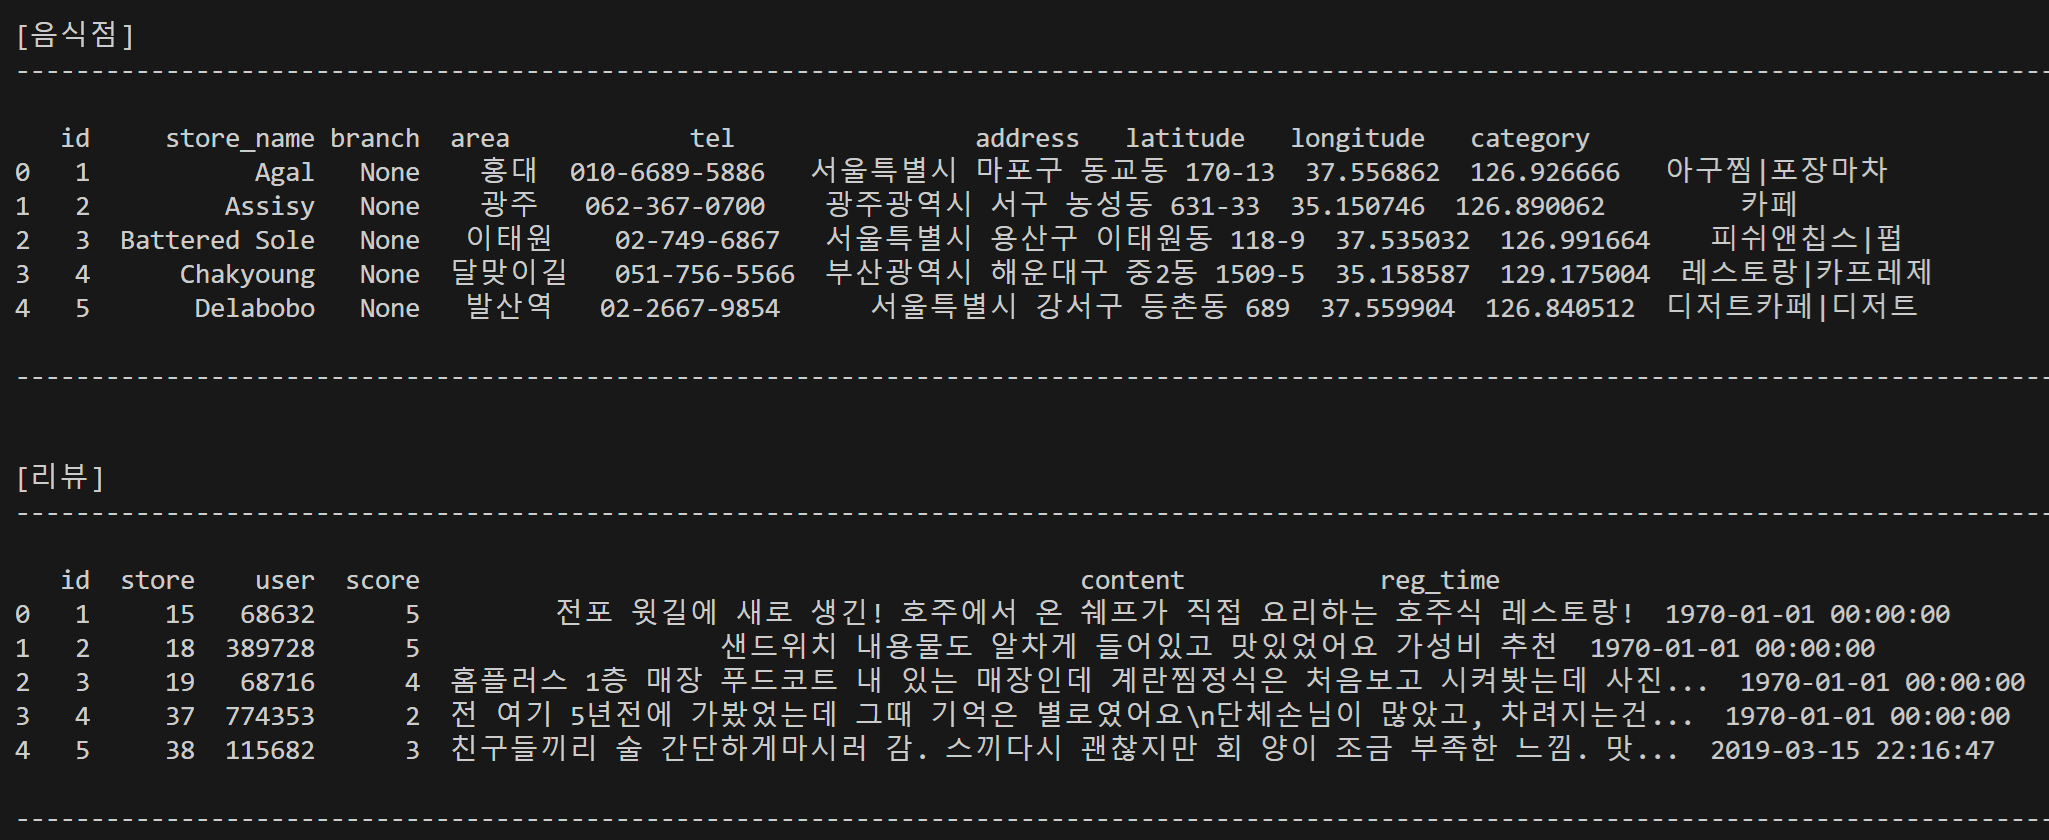 [음식점]
----------------------------------------------------------------------------------------------------------------------------------------
id store_name branch area tel address latitude longitude category
0 1 Agal None 홍대 010-6689-5886 서울특별시 마포구 동교동 170-13 37.556862 126.926666 아구찜|포장마차
1 2 Assisy None 광주 062-367-0700 광주광역시 서구 농성동 631-33 35.150746 126.890062 카페
2 3 Battered Sole None 이태원 02-749-6867 서울특별시 용산구 이태원동 118-9 37.535032 126.991664 피쉬앤칩스|펍
3 4 Chakyoung None 달맞이길 051-756-5566 부산광역시 해운대구 중2동 1509-5 35.158587 129.175004 레스토랑|카프레제
4 5 Delabobo None 발산역 02-2667-9854 서울특별시 강서구 등촌동 689 37.559904 126.840512 디저트카페|디저트
----------------------------------------------------------------------------------------------------------------------------------------
[리뷰]
----------------------------------------------------------------------------------------------------------------------------------------
id store user score content reg_time
0 1 15 68632 5 전포 윗길에 새로 생긴! 호주에서 온 쉐프가 직접 요리하는 호주식 레스토랑! 1970-01-01 00:00:00
1 2 18 389728 5 샌드위치 내용물도 알차게 들어있고 맛있었어요 가성비 추천 1970-01-01 00:00:00
2 3 19 68716 4 홈플러스 1층 매장 푸드코트 내 있는 매장인데 계란찜정식은 처음보고 시켜봣는데 사진... 1970-01-01 00:00:00
3 4 37 774353 2 전 여기 5년전에 가봤었는데 그때 기억은 별로였어요\n단체손님이 많았고, 차려지는건... 1970-01-01 00:00:00
4 5 38 115682 3 친구들끼리 술 간단하게마시러 감. 스끼다시 괜찮지만 회 양이 조금 부족한 느낌. 맛... 2019-03-15 22:16:47
----------------------------------------------------------------------------------------------------------------------------------------